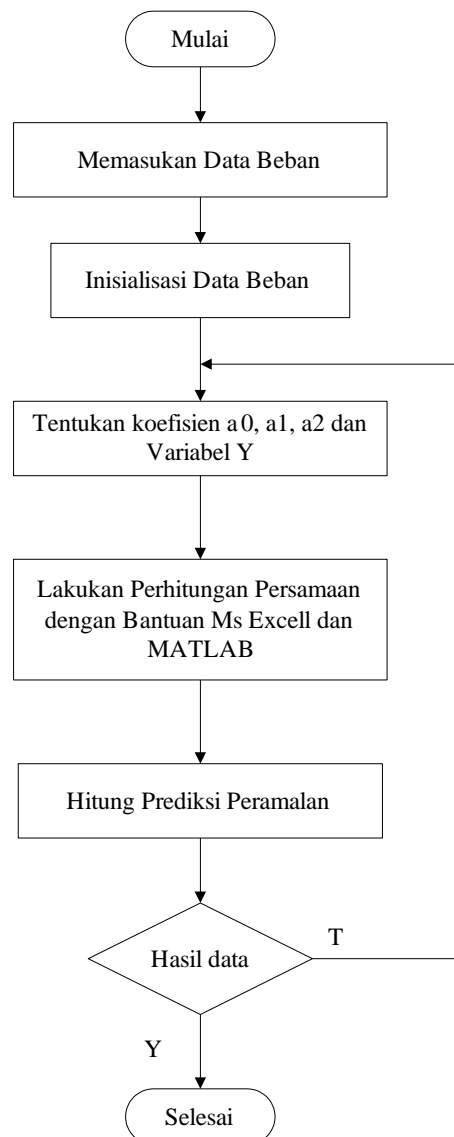 Mulai
Memasukan Data Beban
Inisialisasi Data Beban
Tentukan koefisien a0, a1, a2 dan
Variabel Y
Lakukan Perhitungan Persamaan
dengan Bantuan Ms Excell dan
MATLAB
Hitung Prediksi Peramalan
Hasil data
T
Y
Selesai